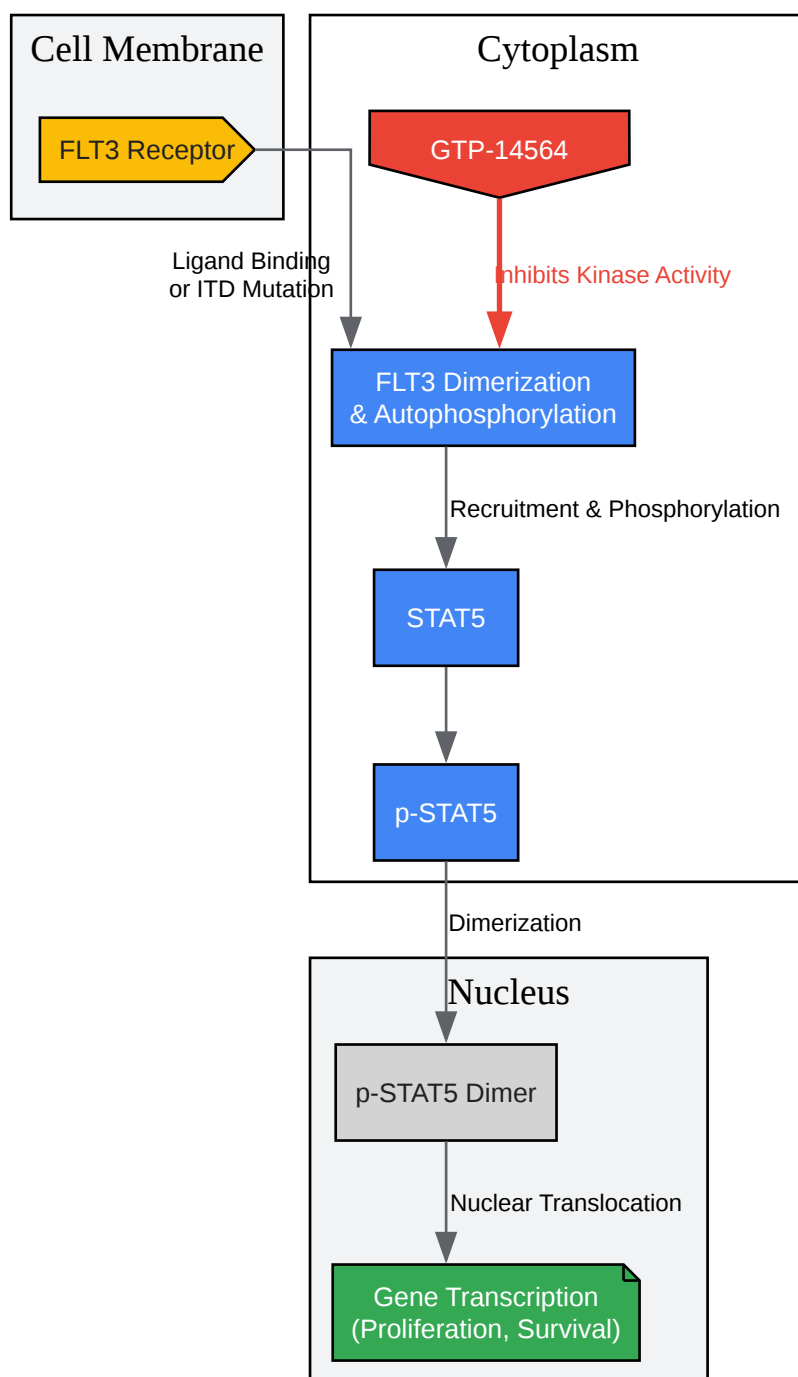 Cell Membrane
Cytoplasm
FLT3 Receptor
GTP-14564
Ligand Binding
or ITD Mutation
Inhibits Kinase Activity
FLT3 Dimerization
& Autophosphorylation
Recruitment & Phosphorylation
STAT5
p-STAT5
Dimerization
Nucleus
p-STAT5 Dimer
Nuclear Translocation
Gene Transcription
(Proliferation, Survival)